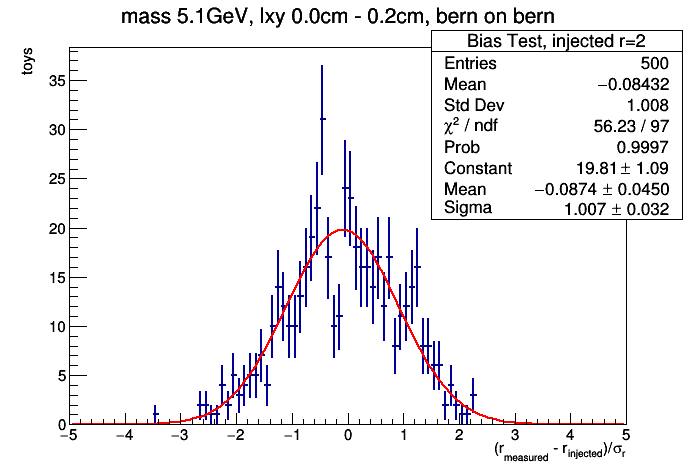 mass 5.1GeV, lxy 0.0cm - 0.2cm, bern on bern
Bias Test, injected r=2
Entries 500
Mean −0.08432
Std Dev 1.008
χ² / ndf 56.23 / 97
Prob 0.9997
Constant 19.81 ± 1.09
Mean −0.0874 ± 0.0450
Sigma 1.007 ± 0.032
toys
35
30
25
20
15
10
5
0
−5 −4 −3 −2 −1 0 1 2 3 4 5
(r_measured - r_injected)/σ_r